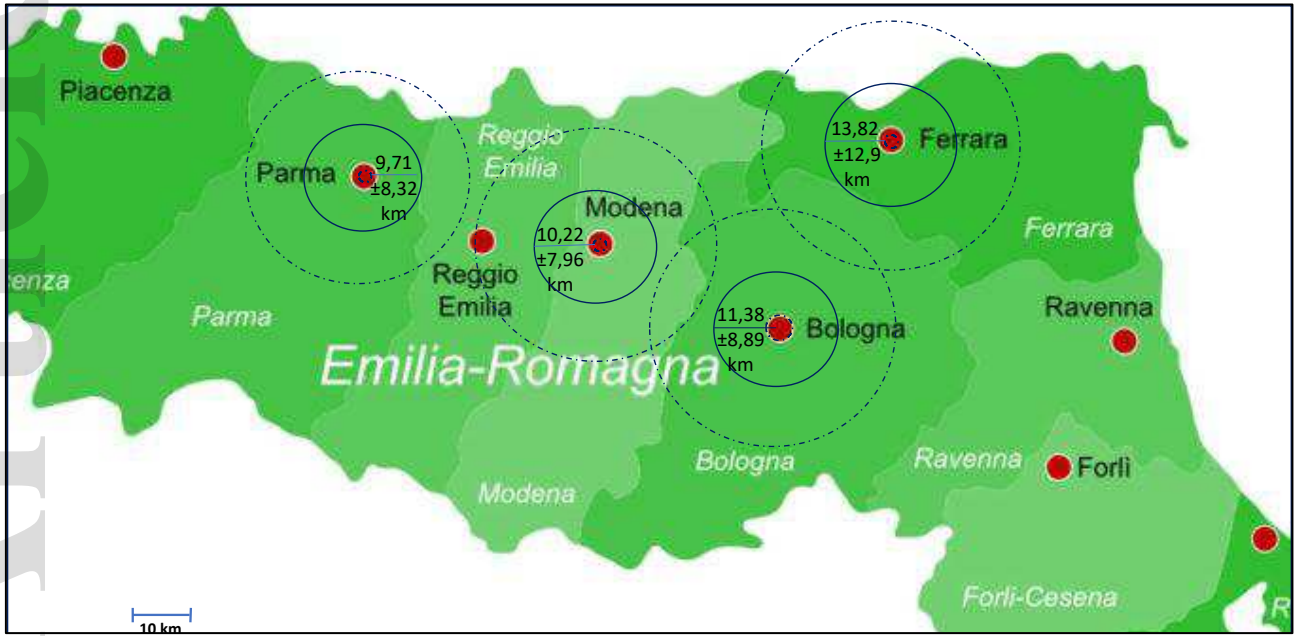 Piacenza
Reggio
Emilia
13,82
±12,9
km
Ferrara
Parma
9,71
±8,32
km
Modena
10,22
±7,96
km
Ferrara
Reggio
Emilia
cenza
Parma
11,38
±8,89
km
Bologna
Ravenna
Emilia-Romagna
Bologna
Ravenna
Forlì
Modena
Forlì-Cesena
R
10 km